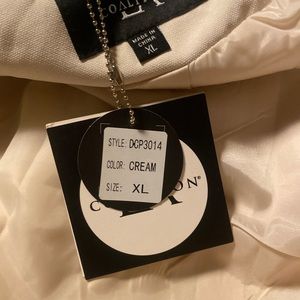 MADE IN
CHINA
XL
STYLE: DCP3014
COLOR: CREAM
SIZE: XL